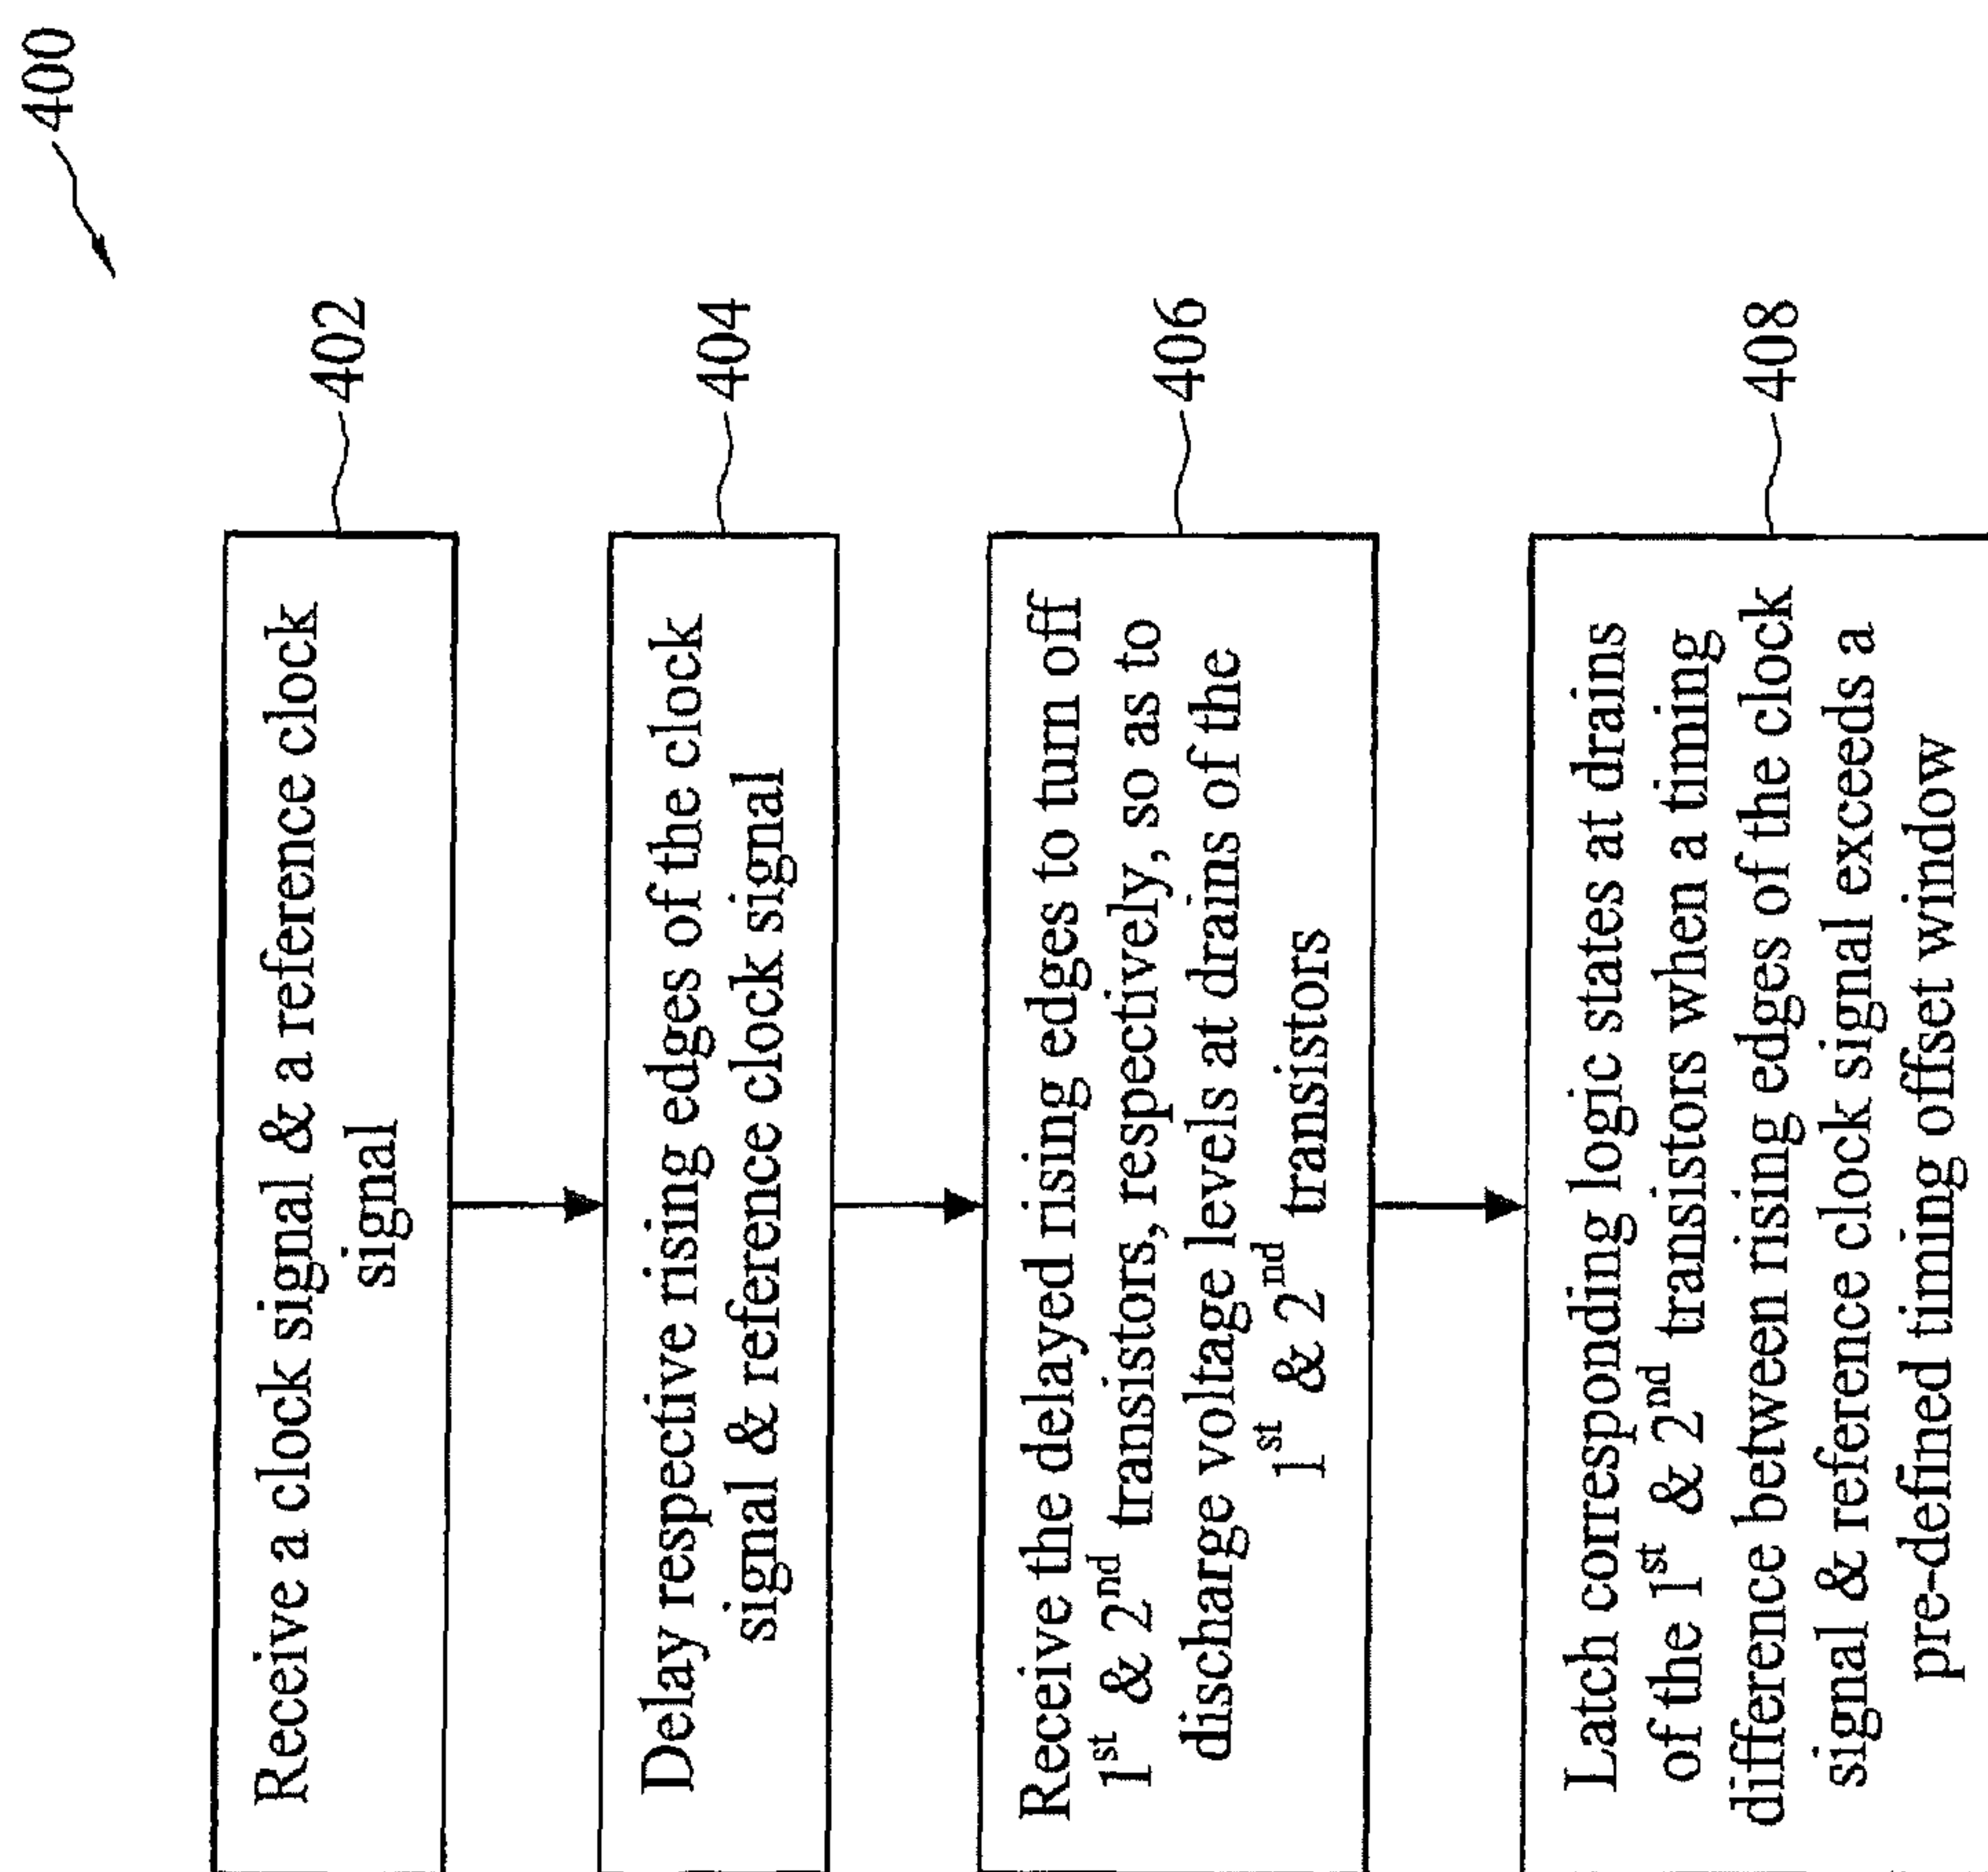 400
Receive a clock signal & a reference clock
signal
402
Delay respective rising edges of the clock
signal & reference clock signal
404
Receive the delayed rising edges to turn off
1st & 2nd transistors, respectively, so as to
discharge voltage levels at drains of the
1st & 2nd transistors
406
Latch corresponding logic states at drains
of the 1st & 2nd transistors when a timing
difference between rising edges of the clock
signal & reference clock signal exceeds a
pre-defined timing offset window
408